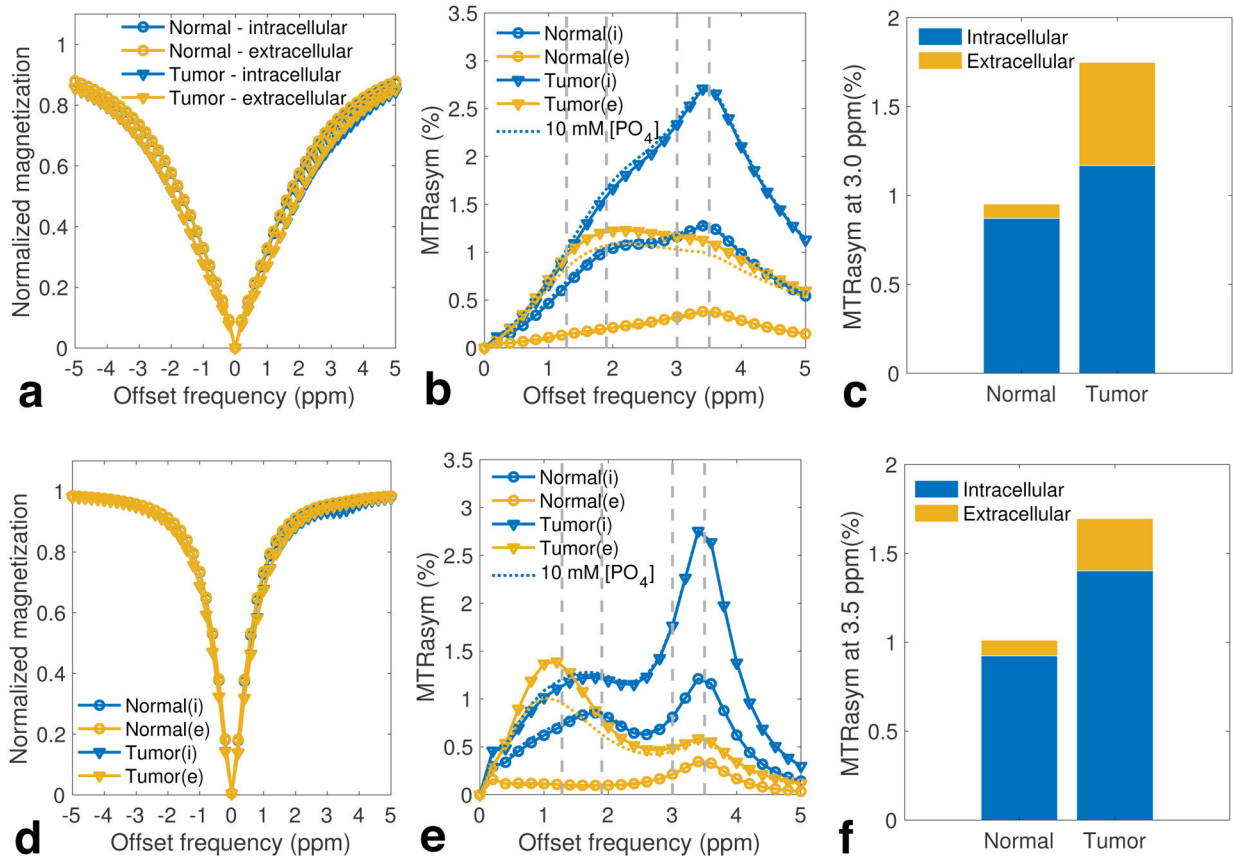 1
0.8
0.6
0.4
0.2
0
-5 -4 -3 -2 -1 0 1 2 3 4 5
Normalized magnetization
Offset frequency (ppm)
Normal - intracellular
Normal - extracellular
Tumor - intracellular
Tumor - extracellular
a
3.5
3
2.5
2
1.5
1
0.5
0
0 1 2 3 4 5
MTRasym (%)
Offset frequency (ppm)
Normal(i)
Normal(e)
Tumor(i)
Tumor(e)
10 mM [PO4]
b
2
1.5
1
0.5
0
MTRasym at 3.0 ppm(%)
Intracellular
Extracellular
Normal Tumor
c
1
0.8
0.6
0.4
0.2
0
-5 -4 -3 -2 -1 0 1 2 3 4 5
Normalized magnetization
Offset frequency (ppm)
Normal(i)
Normal(e)
Tumor(i)
Tumor(e)
d
3.5
3
2.5
2
1.5
1
0.5
0
0 1 2 3 4 5
MTRasym (%)
Offset frequency (ppm)
Normal(i)
Normal(e)
Tumor(i)
Tumor(e)
10 mM [PO4]
e
2
1.5
1
0.5
0
MTRasym at 3.5 ppm(%)
Intracellular
Extracellular
Normal Tumor
f